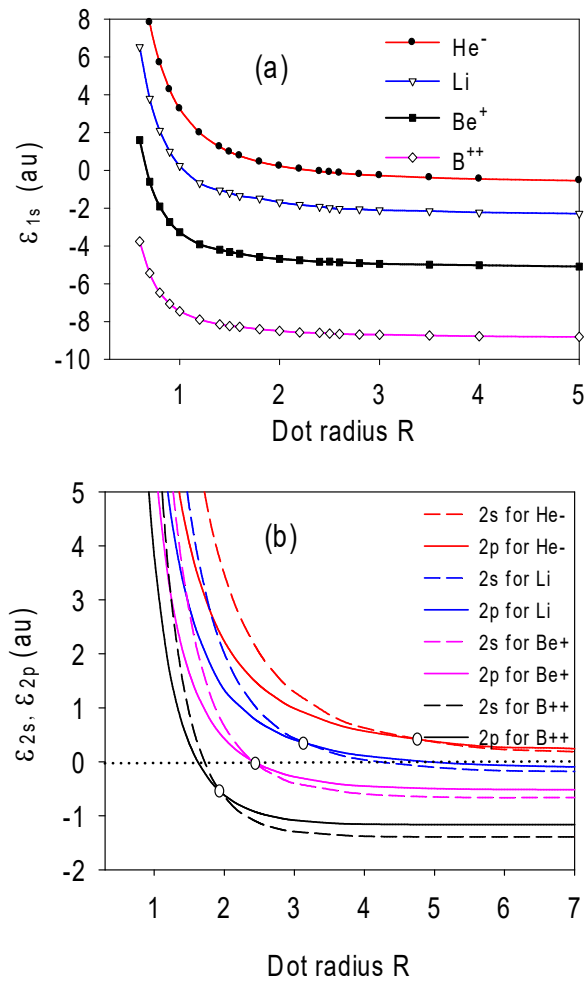 8
6
4
2
0
-2
-4
-6
-8
-10
ε1s (au)
(a)
He-
Li
Be+
B++
1 2 3 4 5
Dot radius R
5
4
3
2
1
0
-1
-2
ε2s, ε2p (au)
(b)
2s for He-
2p for He-
2s for Li
2p for Li
2s for Be+
2p for Be+
2s for B++
2p for B++
1 2 3 4 5 6 7
Dot radius R